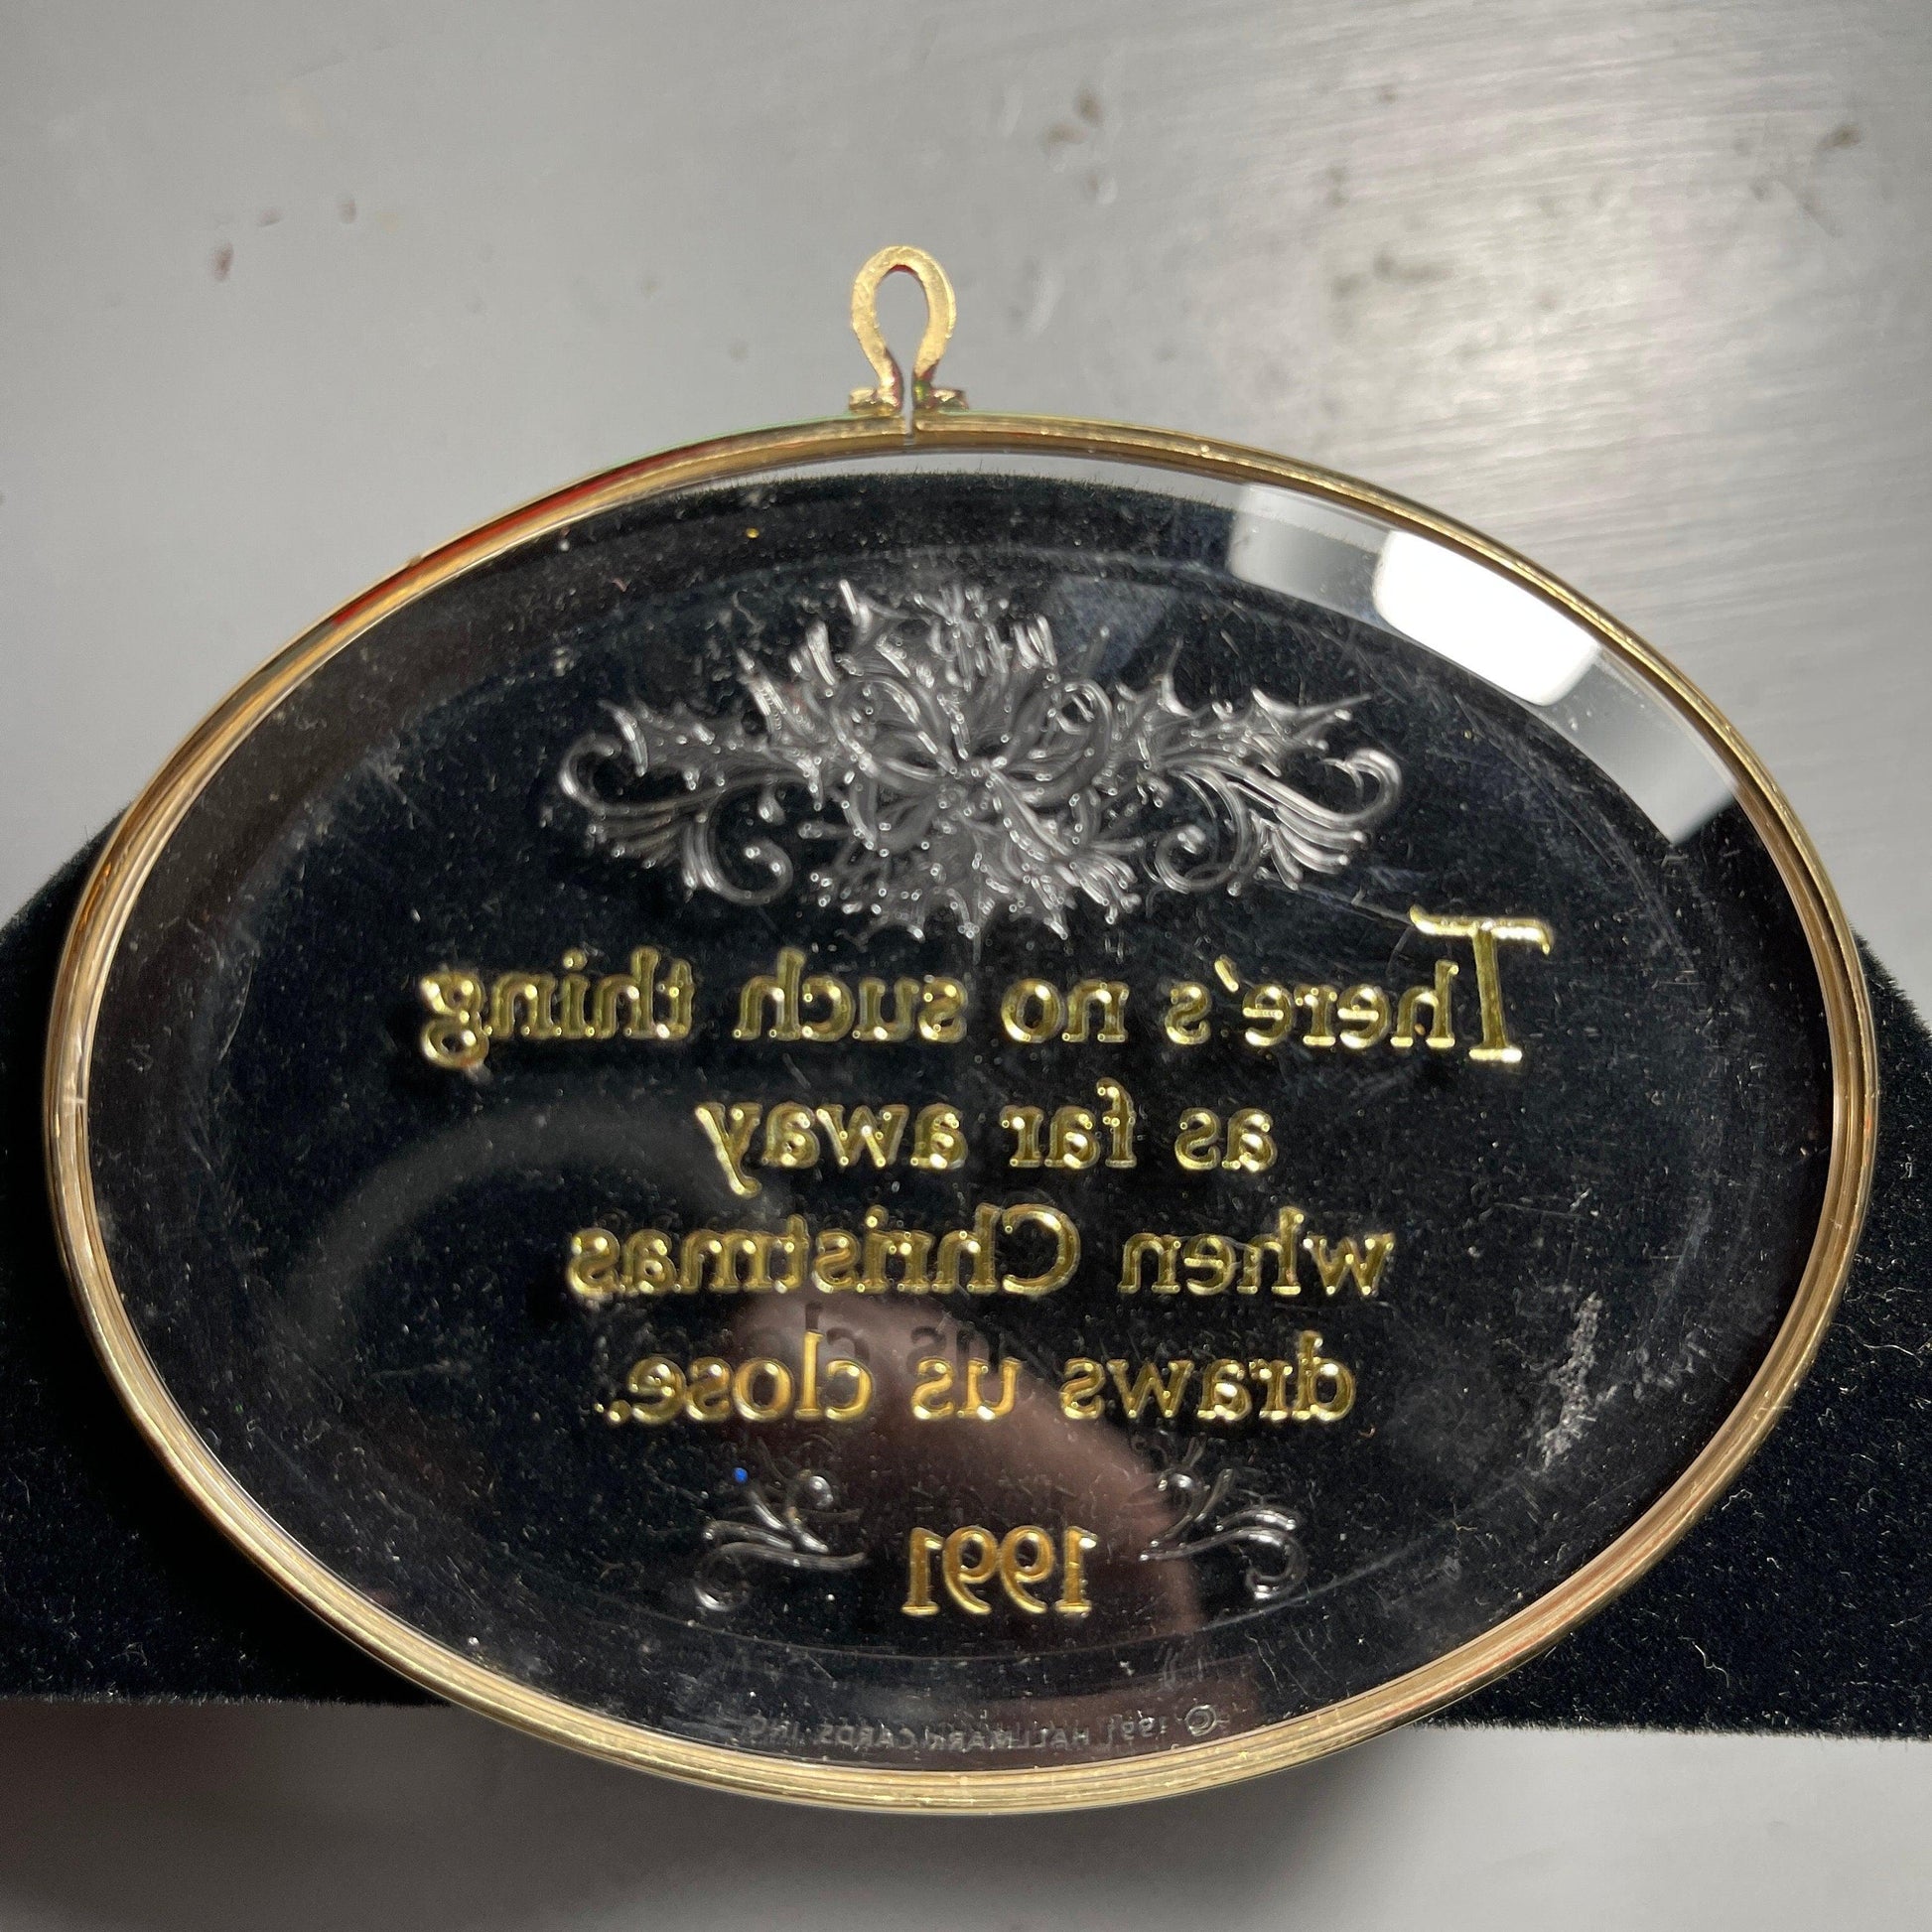 There's no such thing
as far away
when Christmas
draws us close.
1991
© 1991 HALLMARK CARDS, INC.